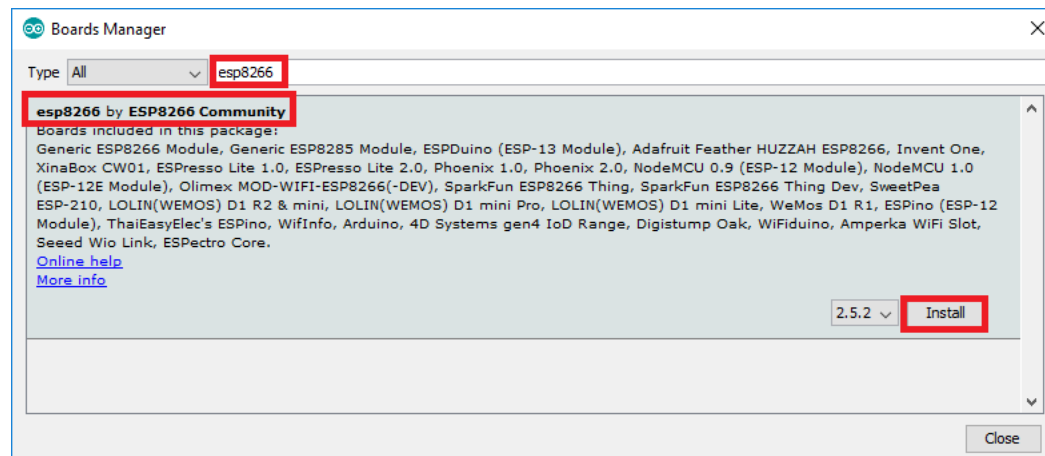 Boards Manager
Type All esp8266
esp8266 by ESP8266 Community
Boards included in this package:
Generic ESP8266 Module, Generic ESP8285 Module, ESPDuino (ESP-13 Module), Adafruit Feather HUZZAH ESP8266, Invent One,
XinaBox CW01, ESPresso Lite 1.0, ESPresso Lite 2.0, Phoenix 1.0, Phoenix 2.0, NodeMCU 0.9 (ESP-12 Module), NodeMCU 1.0
(ESP-12E Module), Olimex MOD-WIFI-ESP8266(-DEV), SparkFun ESP8266 Thing, SparkFun ESP8266 Thing Dev, SweetPea
ESP-210, LOLIN(WEMOS) D1 R2 & mini, LOLIN(WEMOS) D1 mini Pro, LOLIN(WEMOS) D1 mini Lite, WeMos D1 R1, ESPino (ESP-12
Module), ThaiEasyElec's ESPino, WifInfo, Arduino, 4D Systems gen4 IoD Range, Digistump Oak, WiFiduino, Amperka WiFi Slot,
Seeed Wio Link, ESPectro Core.
Online help
More info
2.5.2 Install
Close